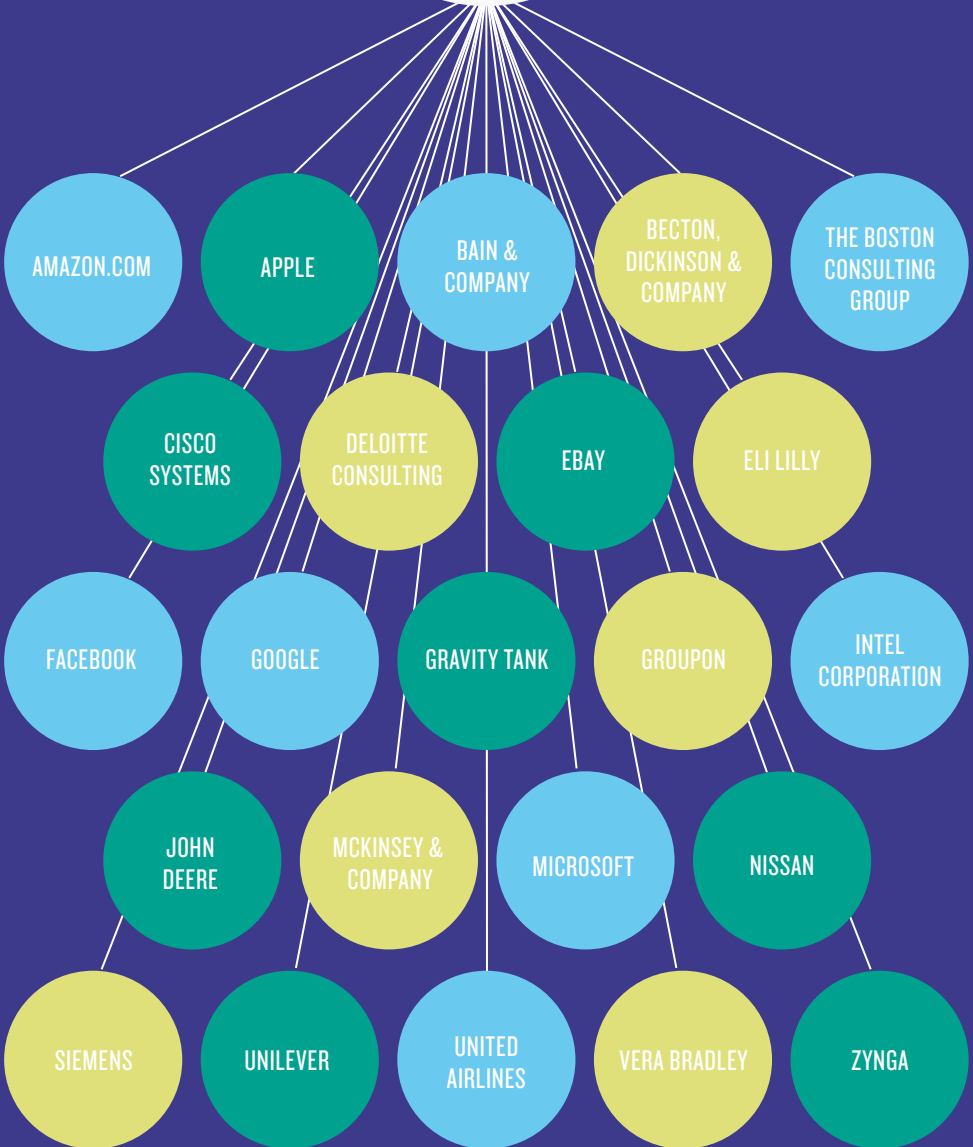 AMAZON.COM
APPLE
BAIN &
COMPANY
BECTON,
DICKINSON &
COMPANY
THE BOSTON
CONSULTING
GROUP
CISCO
SYSTEMS
DELOITTE
CONSULTING
EBAY
ELI LILLY
FACEBOOK
GOOGLE
GRAVITY TANK
GROUPON
INTEL
CORPORATION
JOHN
DEERE
MCKINSEY &
COMPANY
MICROSOFT
NISSAN
SIEMENS
UNILEVER
UNITED
AIRLINES
VERA BRADLEY
ZYNGA